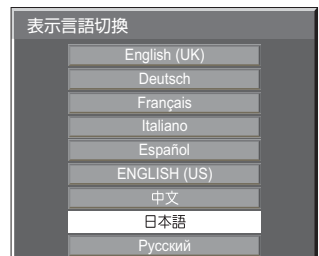 表示言語切換
English (UK)
Deutsch
Français
Italiano
Español
ENGLISH (US)
中文
日本語
Русский